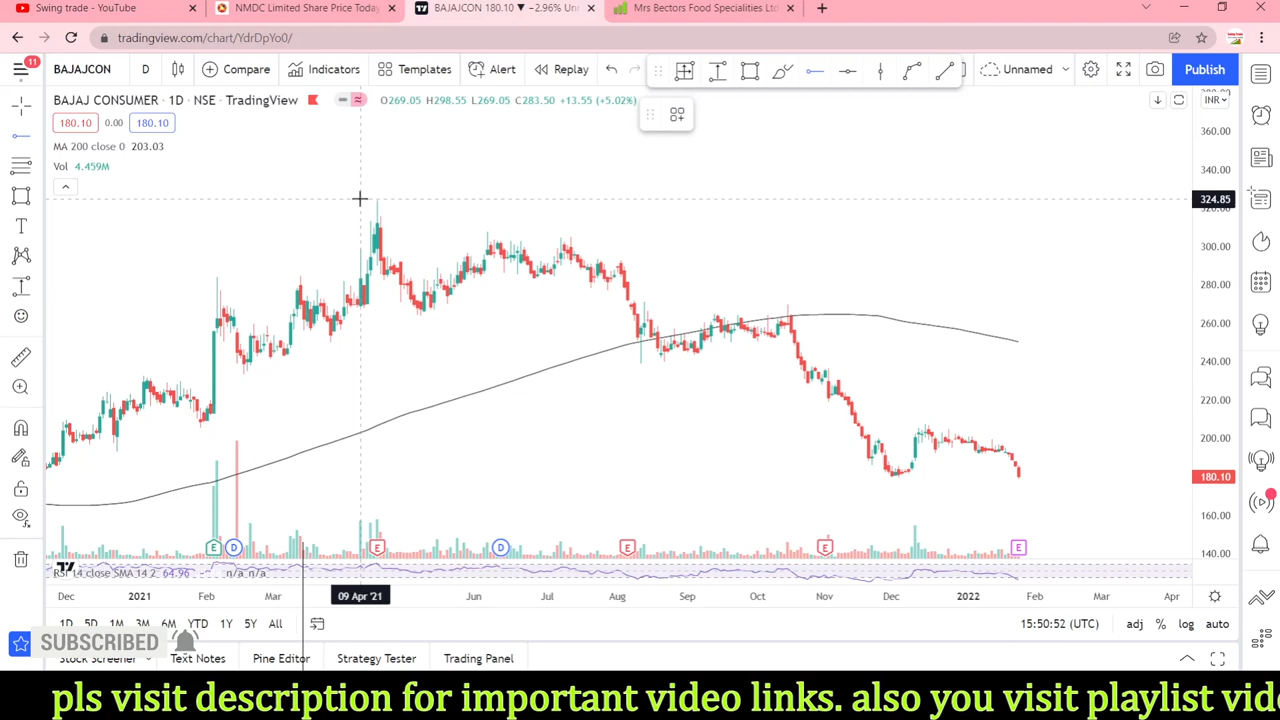 Swing trade - YouTube
NMDC Limited Share Price Today
BAJAJCON 180.10 ▼ −2.96% Unn
Mrs Bectors Food Specialities Ltd
tradingview.com/chart/YdrDpYo0/
11
BAJAJCON
D
Compare
Indicators
Templates
Alert
Replay
Unnamed
Publish
BAJAJ CONSUMER • 1D • NSE • TradingView
O269.05 H298.55 L269.05 C283.50 +13.55 (+5.02%)
INR
180.10 0.00 180.10
MA 200 close 0 203.03
Vol 4.459M
360.00
340.00
324.85
300.00
280.00
260.00
240.00
220.00
200.00
180.10
160.00
140.00
E
D
E
D
E
E
E
RSI 14 close SMA 14 2 64.96 n/a n/a
Dec 2021 Feb Mar 09 Apr '21 Jun Jul Aug Sep Oct Nov Dec 2022 Feb Mar Apr
1D 5D 1M 3M 6M YTD 1Y 5Y All
15:50:52 (UTC) adj % log auto
SUBSCRIBED
Stock Screener Text Notes Pine Editor Strategy Tester Trading Panel
pls visit description for important video links. also you visit playlist vid